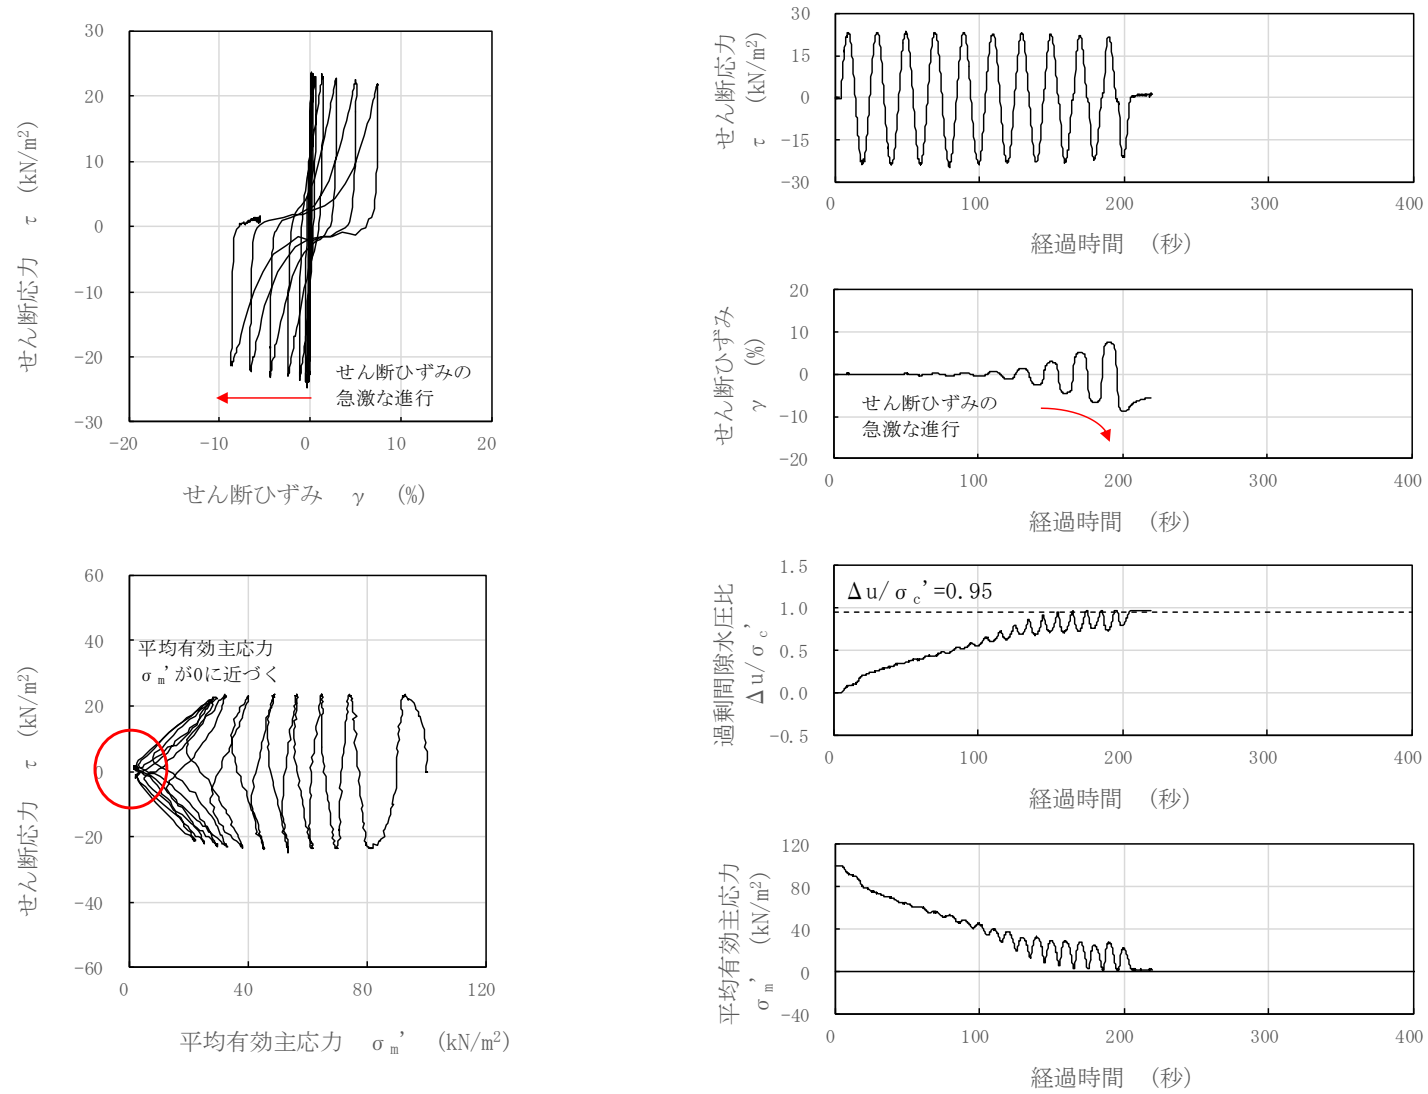 30
20
10
0
-10
-20
-30
-20
-10
0
10
20
せん断応力 τ (kN/m²)
せん断ひずみ γ (%)
せん断ひずみの
急激な進行
60
40
20
0
-20
-40
-60
0
40
80
120
せん断応力 τ (kN/m²)
平均有効主応力 σm' (kN/m²)
平均有効主応力
σm'が0に近づく
30
15
0
-15
-30
0
100
200
300
400
せん断応力
τ (kN/m²)
経過時間 (秒)
20
10
0
-10
-20
0
100
200
300
400
せん断ひずみ
γ (%)
せん断ひずみの
急激な進行
経過時間 (秒)
1.5
1.0
0.5
0.0
-0.5
0
100
200
300
400
過剰間隙水圧比
Δu/σc'
Δu/σc'=0.95
経過時間 (秒)
120
80
40
0
-40
0
100
200
300
400
平均有効主応力
σm' (kN/m²)
経過時間 (秒)